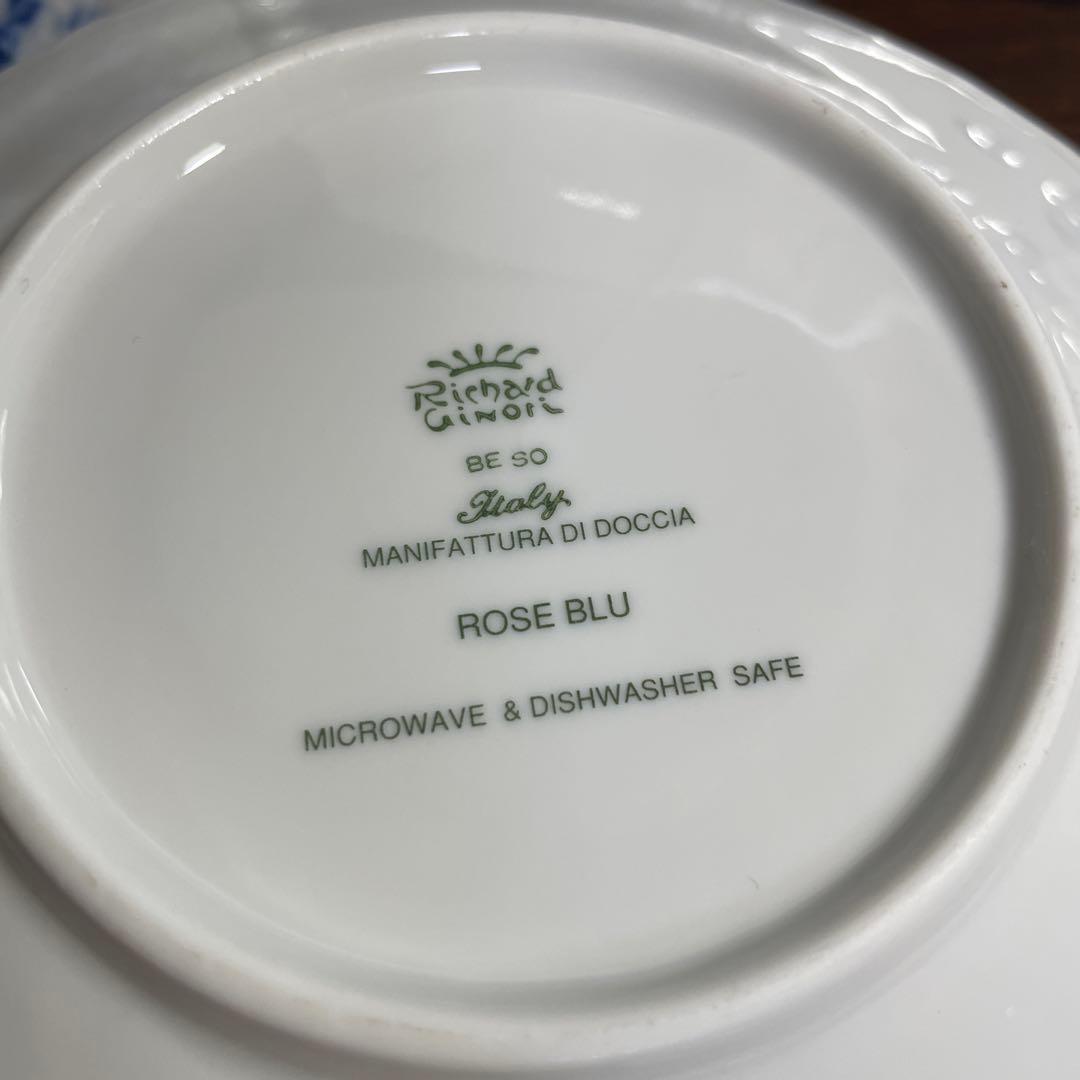 Richard
Ginori
BE SO
Italy
MANIFATTURA DI DOCCIA
ROSE BLU
MICROWAVE & DISHWASHER SAFE